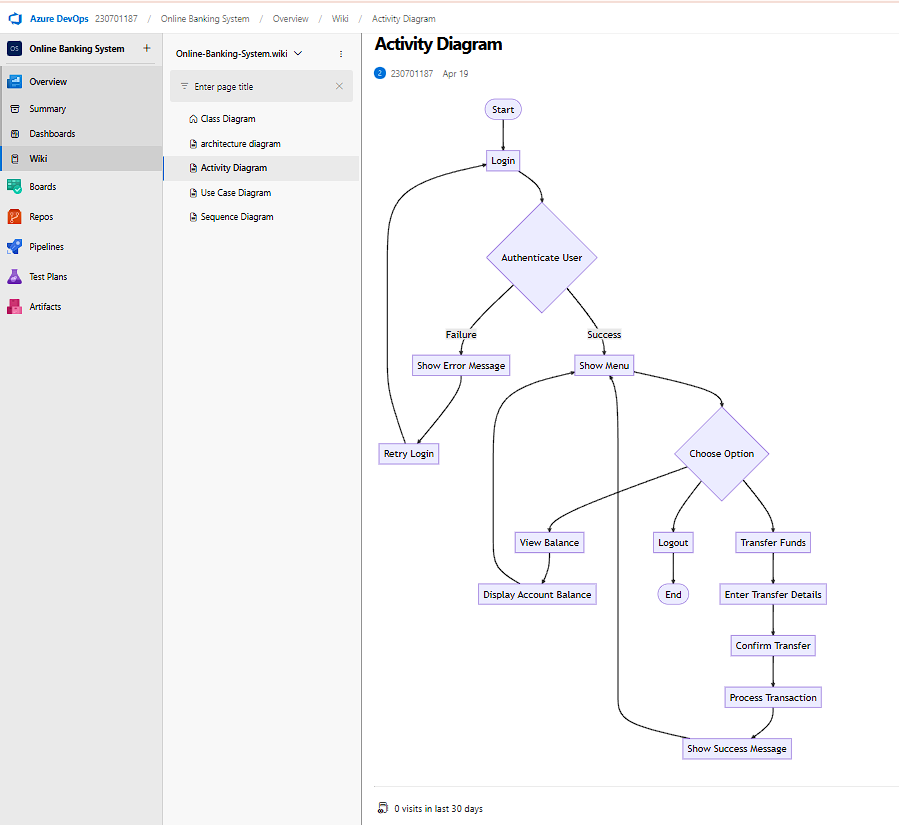 Azure DevOps 230701187 / Online Banking System / Overview / Wiki / Activity Diagram
OS Online Banking System +
Overview
Summary
Dashboards
Wiki
Boards
Repos
Pipelines
Test Plans
Artifacts
Online-Banking-System.wiki
Enter page title
Class Diagram
architecture diagram
Activity Diagram
Use Case Diagram
Sequence Diagram
Activity Diagram
2 230701187 Apr 19
Start
Login
Authenticate User
Failure
Success
Show Error Message
Show Menu
Retry Login
Choose Option
View Balance
Logout
Transfer Funds
Display Account Balance
End
Enter Transfer Details
Confirm Transfer
Process Transaction
Show Success Message
0 visits in last 30 days